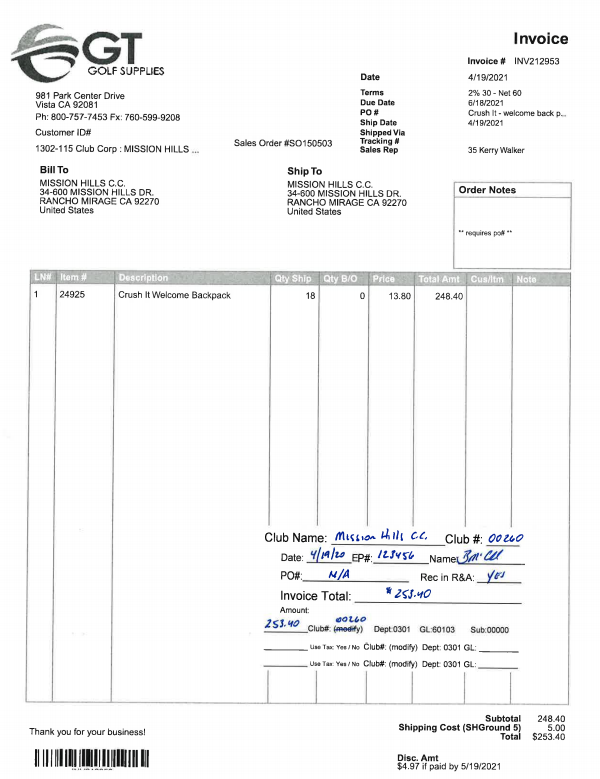 GT
GOLF SUPPLIES
Invoice
Invoice # INV212953
981 Park Center Drive
Vista CA 92081
Ph: 800-757-7453 Fx: 760-599-9208
Customer ID#
1302-115 Club Corp : MISSION HILLS ...
Sales Order #SO150503
Date 4/19/2021
Terms 2% 30 - Net 60
Due Date 6/18/2021
PO # Crush It - welcome back p...
Ship Date 4/19/2021
Shipped Via
Tracking #
Sales Rep 35 Kerry Walker
Bill To
MISSION HILLS C.C.
34-600 MISSION HILLS DR.
RANCHO MIRAGE CA 92270
United States
Ship To
MISSION HILLS C.C.
34-600 MISSION HILLS DR.
RANCHO MIRAGE CA 92270
United States
Order Notes
** requires po# **
LN# Item # Description Qty Ship Qty B/O Price Total Amt Cus/Itm Note
1 24925 Crush It Welcome Backpack 18 0 13.80 248.40
Club Name: Mission Hills C.C. Club #: 00260
Date: 4/19/20 EP#: 123456 Name:
PO#: N/A Rec in R&A: Yes
Invoice Total: $253.40
Amount:
00260
253.40 Club#: (modify) Dept:0301 GL:60103 Sub:00000
Use Tax: Yes / No Club#: (modify) Dept: 0301 GL:
Use Tax: Yes / No Club#: (modify) Dept: 0301 GL:
Subtotal 248.40
Shipping Cost (SHGround 5) 5.00
Total $253.40
Thank you for your business!
Disc. Amt
$4.97 if paid by 5/19/2021